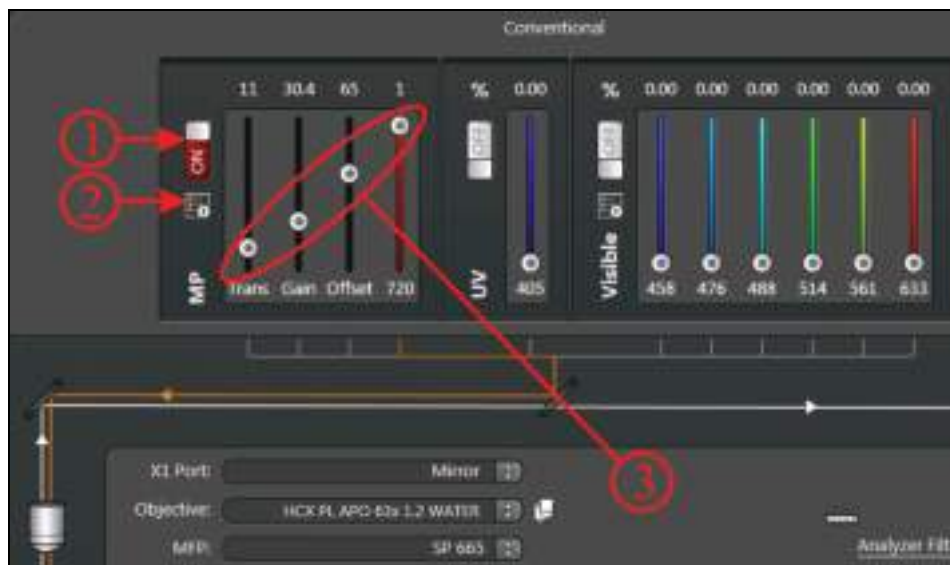 Conventional
11 30.4 65 1 % 0.00 % 0.00 0.00 0.00 0.00 0.00 0.00
1
ON OFF OFF
2
MP UV Visible
Trans Gain Offset 720 405 458 476 488 514 561 633
X1 Port: Mirror
3
Objective: HCX PL APO 63x 1.2 WATER
MFP: SP 665
Analyzer Filt